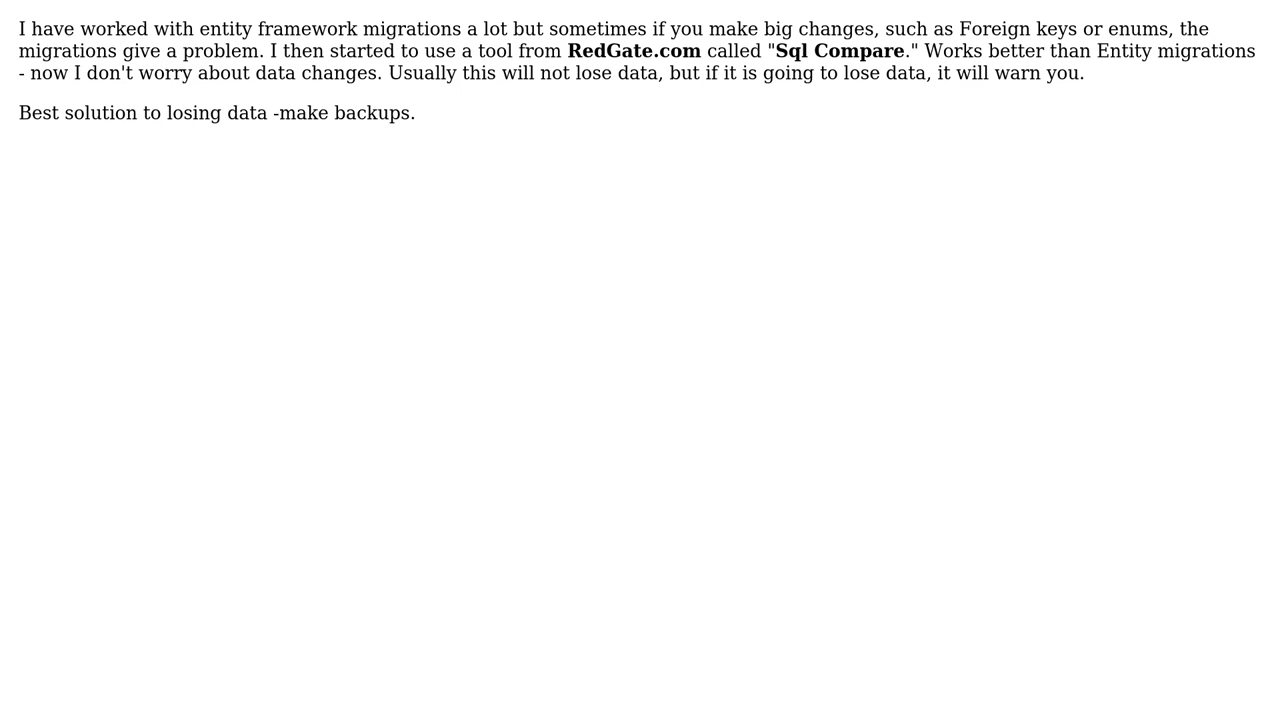 I have worked with entity framework migrations a lot but sometimes if you make big changes, such as Foreign keys or enums, the
migrations give a problem. I then started to use a tool from RedGate.com called "Sql Compare." Works better than Entity migrations
- now I don't worry about data changes. Usually this will not lose data, but if it is going to lose data, it will warn you.
Best solution to losing data -make backups.